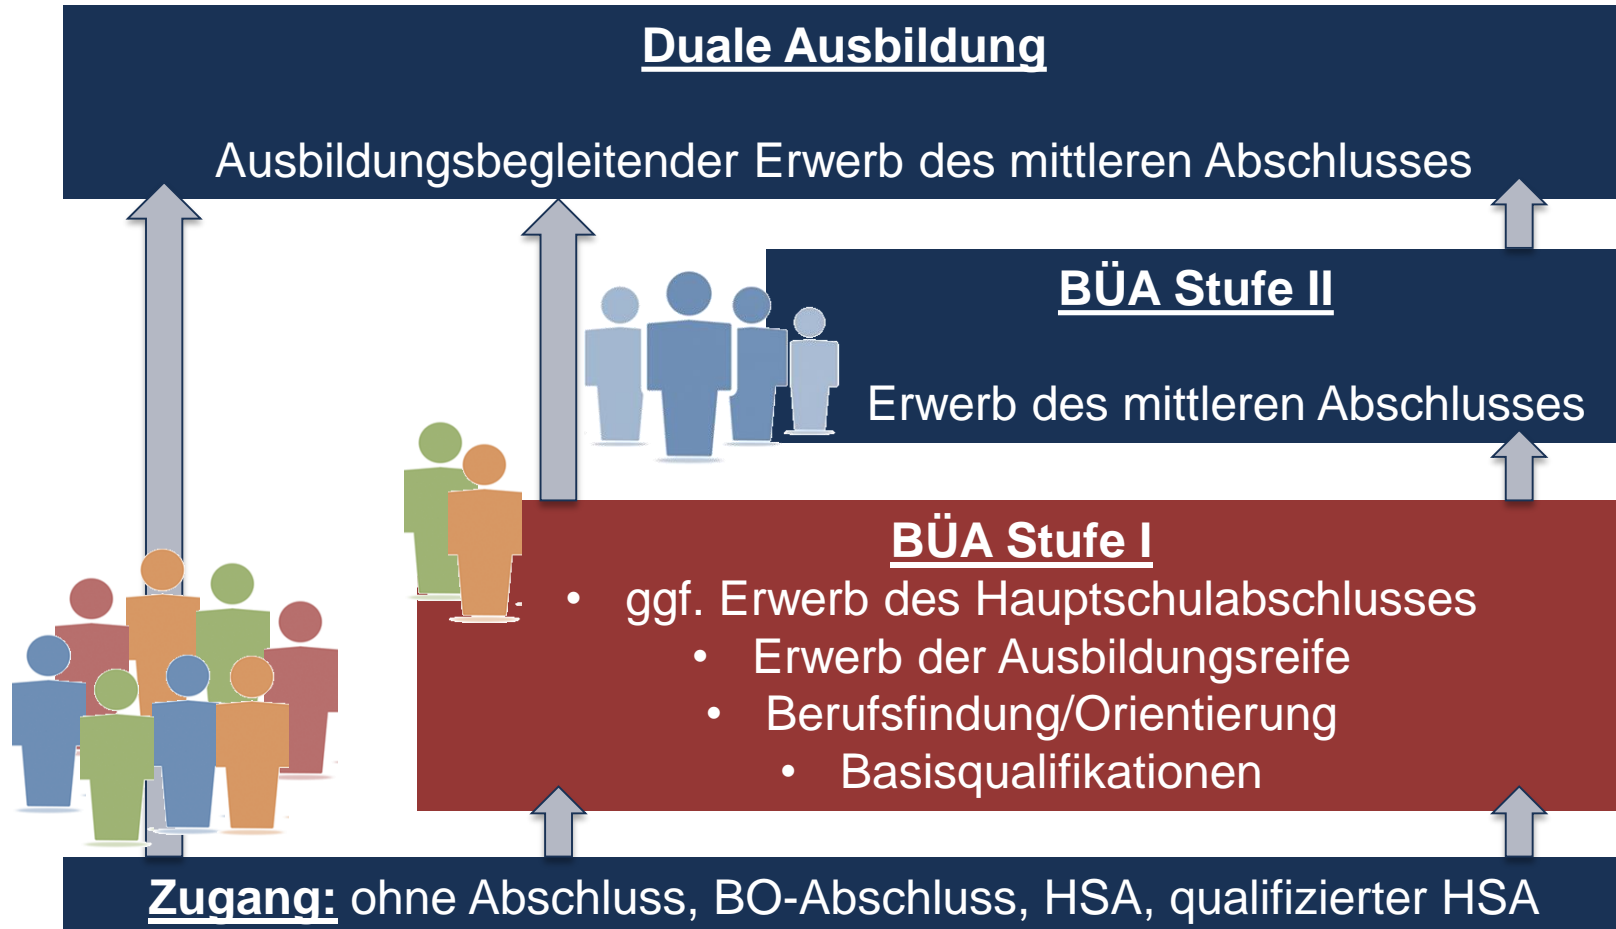 Duale Ausbildung
Ausbildungsbegleitender Erwerb des mittleren Abschlusses
BÜA Stufe II
Erwerb des mittleren Abschlusses
BÜA Stufe I
• ggf. Erwerb des Hauptschulabschlusses
• Erwerb der Ausbildungsreife
• Berufsfindung/Orientierung
• Basisqualifikationen
Zugang: ohne Abschluss, BO-Abschluss, HSA, qualifizierter HSA